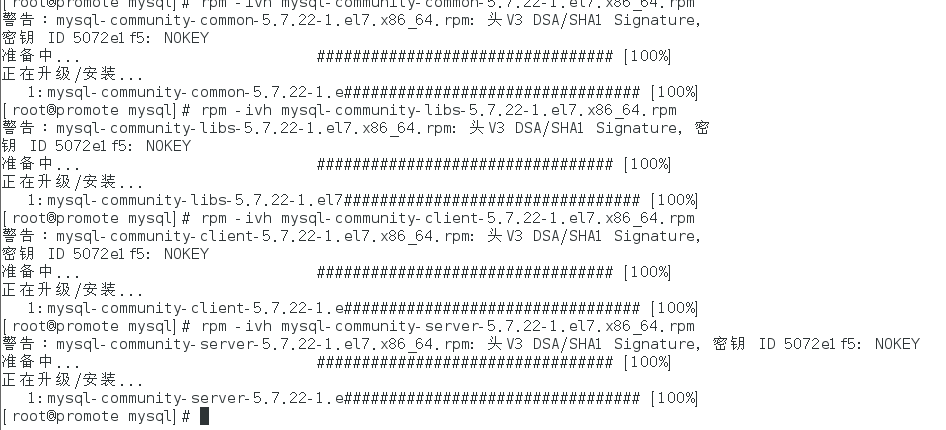 [root@promote mysql]# rpm -ivh mysql-community-common-5.7.22-1.el7.x86_64.rpm
警告：mysql-community-common-5.7.22-1.el7.x86_64.rpm: 头V3 DSA/SHA1 Signature,
密钥 ID 5072e1f5: NOKEY
准备中... ################################# [100%]
正在升级/安装...
1:mysql-community-common-5.7.22-1.e################################# [100%]
[root@promote mysql]# rpm -ivh mysql-community-libs-5.7.22-1.el7.x86_64.rpm
警告：mysql-community-libs-5.7.22-1.el7.x86_64.rpm: 头V3 DSA/SHA1 Signature, 密
钥 ID 5072e1f5: NOKEY
准备中... ################################# [100%]
正在升级/安装...
1:mysql-community-libs-5.7.22-1.el7################################# [100%]
[root@promote mysql]# rpm -ivh mysql-community-client-5.7.22-1.el7.x86_64.rpm
警告：mysql-community-client-5.7.22-1.el7.x86_64.rpm: 头V3 DSA/SHA1 Signature,
密钥 ID 5072e1f5: NOKEY
准备中... ################################# [100%]
正在升级/安装...
1:mysql-community-client-5.7.22-1.e################################# [100%]
[root@promote mysql]# rpm -ivh mysql-community-server-5.7.22-1.el7.x86_64.rpm
警告：mysql-community-server-5.7.22-1.el7.x86_64.rpm: 头V3 DSA/SHA1 Signature, 密钥 ID 5072e1f5: NOKEY
准备中... ################################# [100%]
正在升级/安装...
1:mysql-community-server-5.7.22-1.e################################# [100%]
[root@promote mysql]#